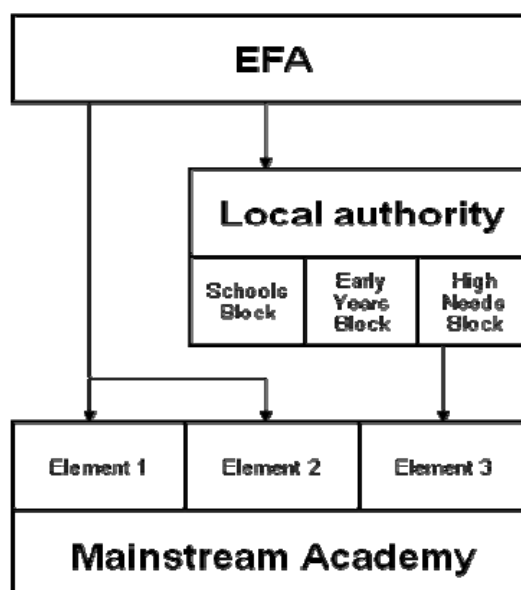 EFA
Local authority
Schools
Block
Early
Years
Block
High
Needs
Block
Element 1
Element 2
Element 3
Mainstream Academy